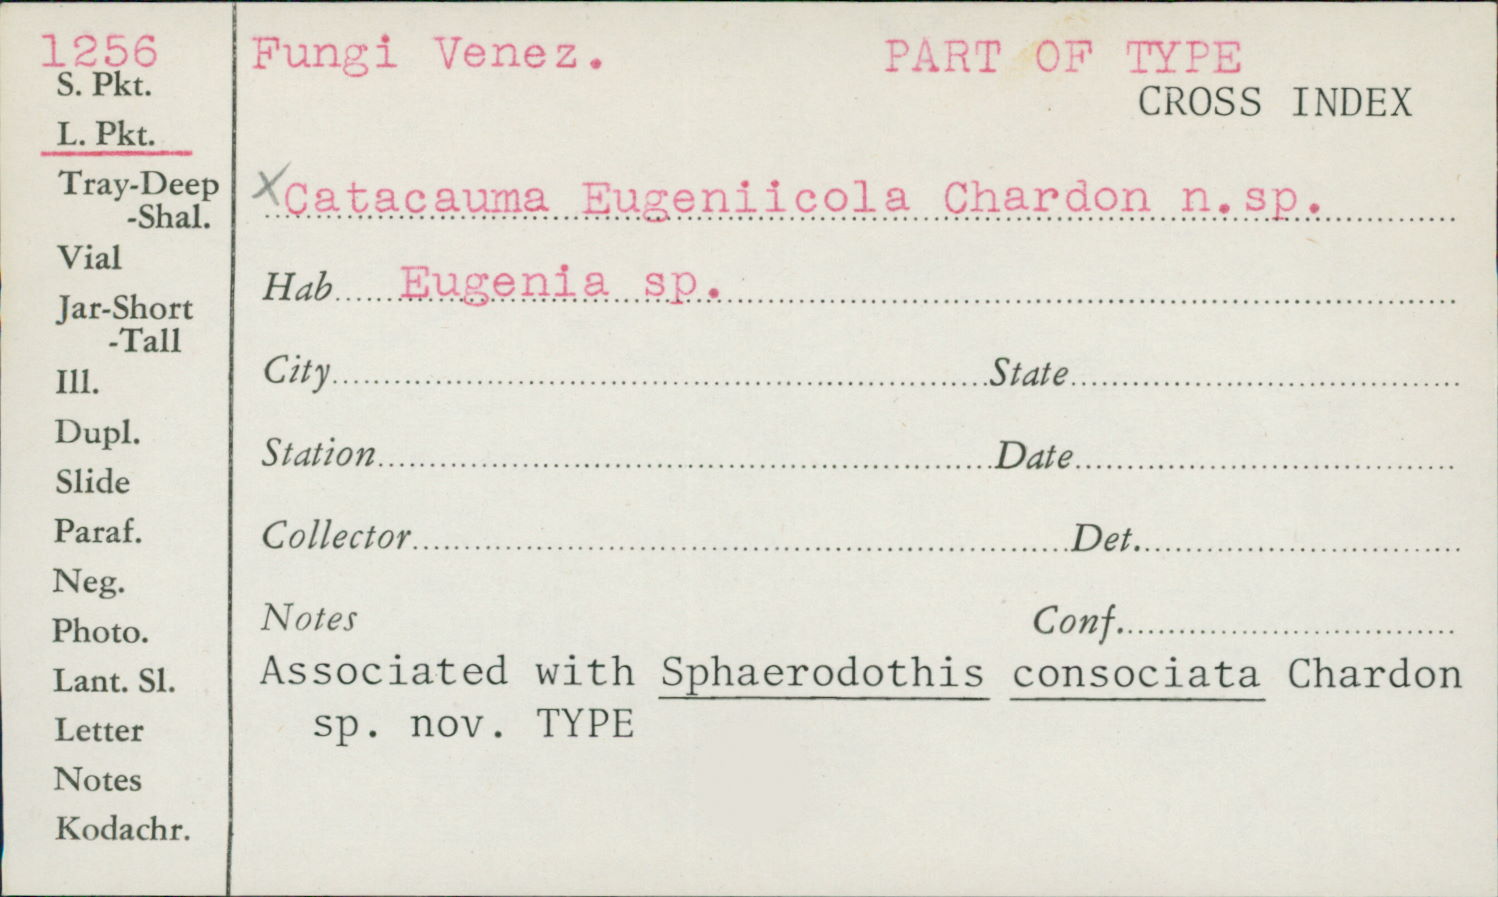 1256
S. Pkt.
L. Pkt.
Tray-Deep
-Shal.
Vial
Jar-Short
-Tall
Ill.
Dupl.
Slide
Paraf.
Neg.
Photo.
Lant. Sl.
Letter
Notes
Kodachr.
Fungi Venez. PART OF TYPE
CROSS INDEX
X Catacauma Eugeniicola Chardon n.sp.
Hab Eugenia sp.
City State
Station Date
Collector Det.
Notes Conf.
Associated with Sphaerodothis consociata Chardon
sp. nov. TYPE